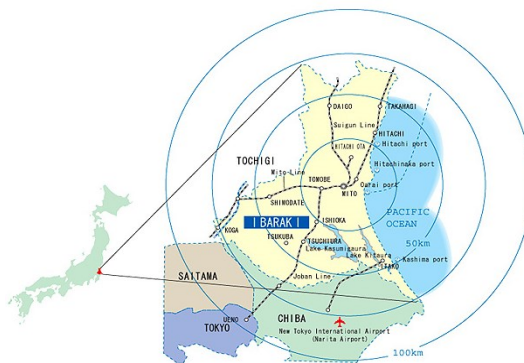 DAIGO
TAKAHAGI
Suigun Line
HITACHI
Hitachi port
HITACHI OTA
TOCHIGI
Hitachinaka port
Mito-Line
TOMOBE
Oarai port
MITO
SHIMODATE
PACIFIC
OCEAN
KOGA
IBARAKI
ISHIOKA
TSUKUBA
TSUCHIURA
50km
Lake Kasumigaura
Lake Kitaura
Kashima port
ITAKO
SAITAMA
Joban Line
CHIBA
UENO
TOKYO
New Tokyo International Airport
(Narita Airport)
100km